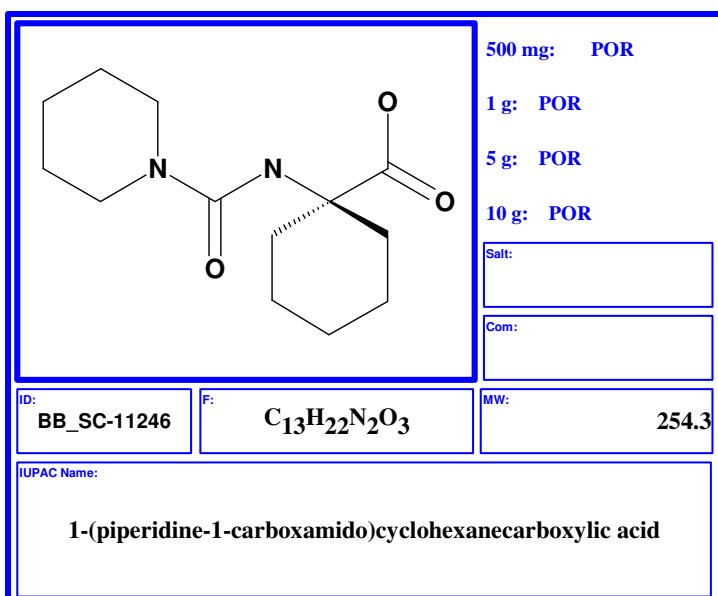 500 mg: POR
1 g: POR
5 g: POR
10 g: POR
O
N
N
O
O
Salt:
Com:
ID:
BB_SC-11246
F:
C13H22N2O3
MW:
254.3
IUPAC Name:
1-(piperidine-1-carboxamido)cyclohexanecarboxylic acid